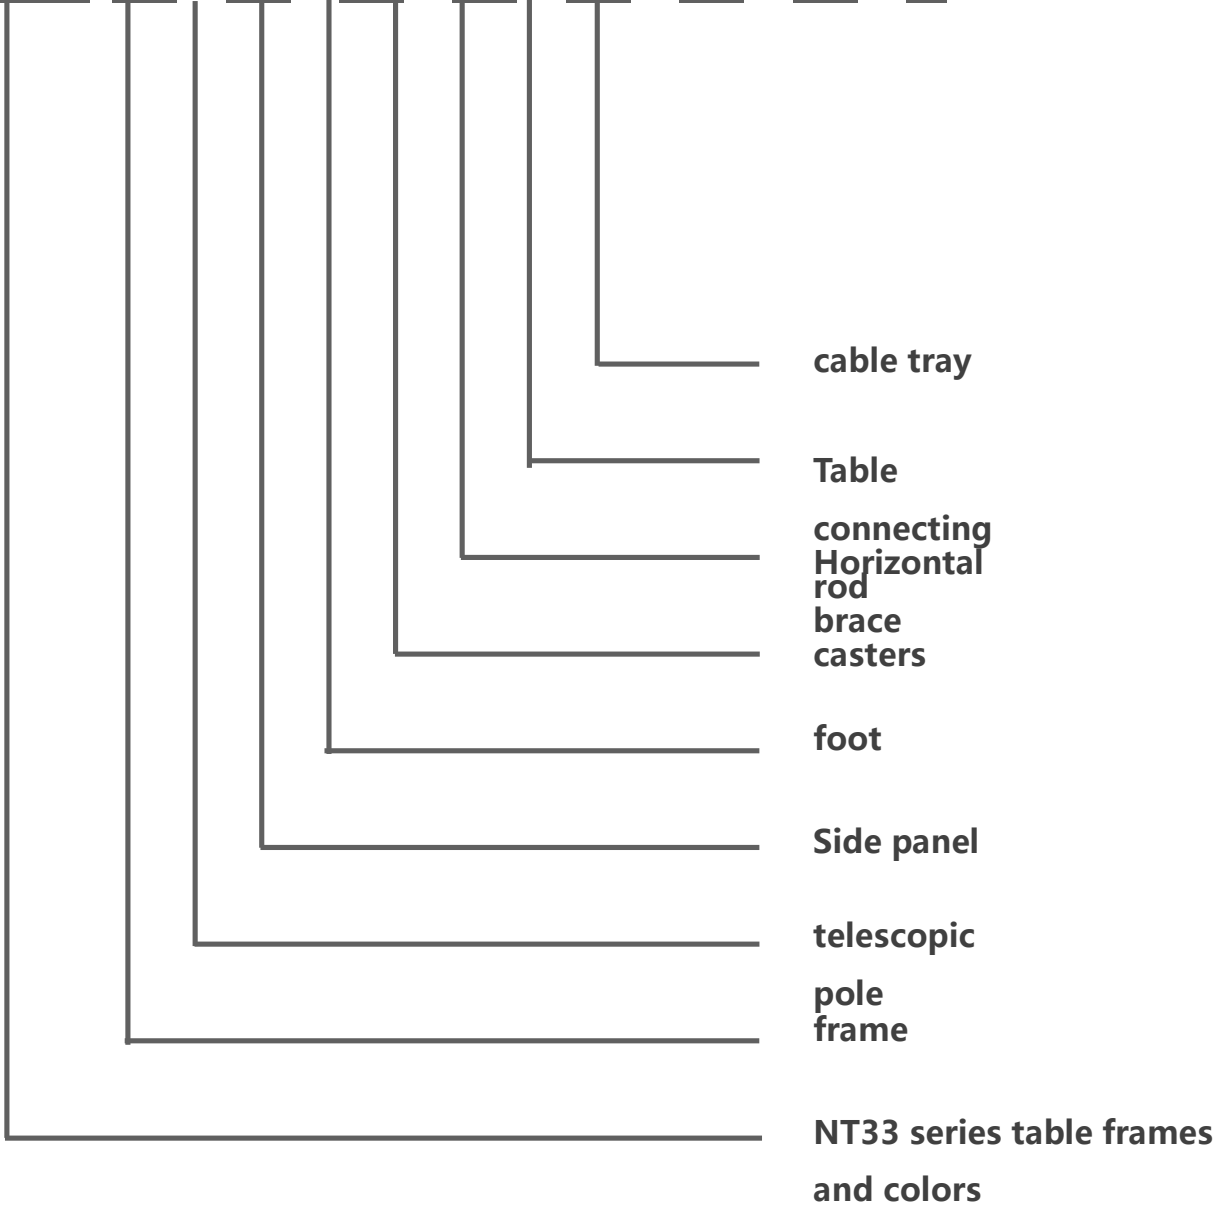 cable tray
Table
connecting
Horizontal
rod
brace
casters
foot
Side panel
telescopic
pole
frame
NT33 series table frames
and colors